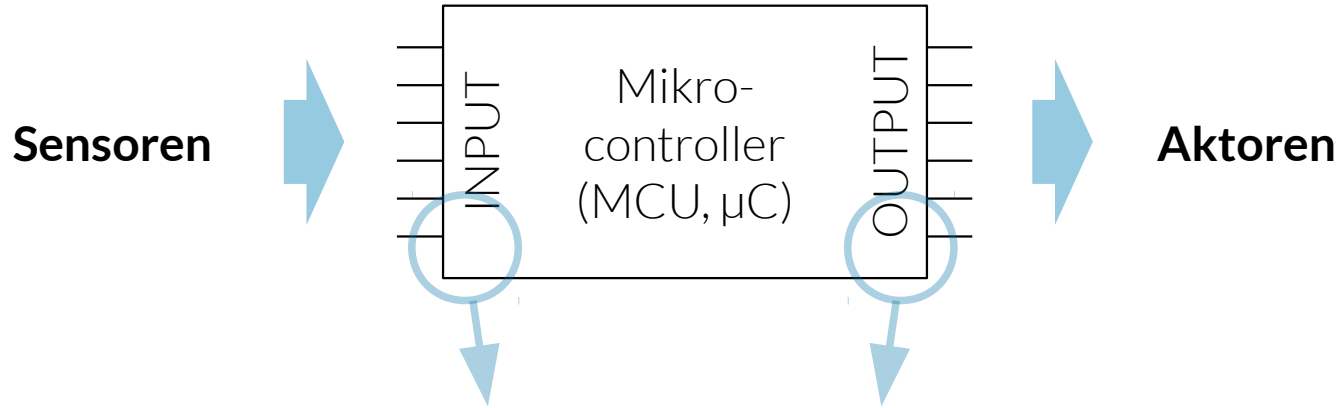 Sensoren
INPUT
Mikro-
controller
(MCU, µC)
OUTPUT
Aktoren